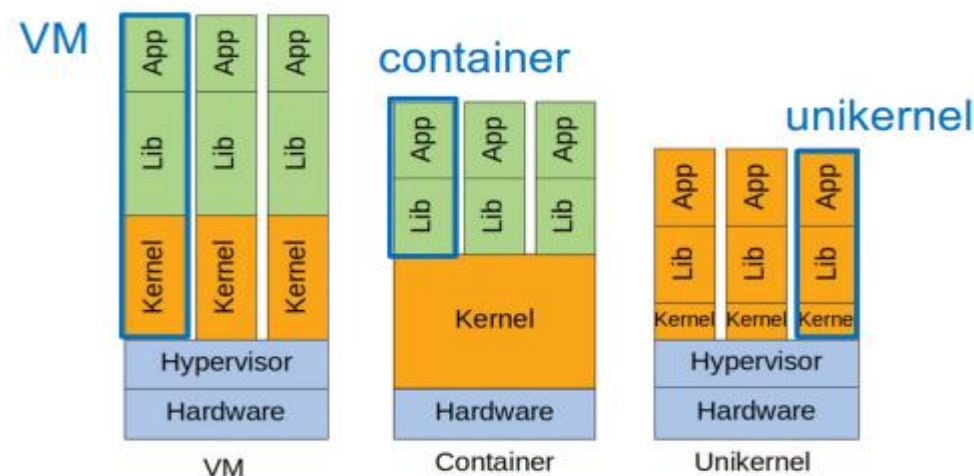 VM
container
unikernel
App App App
Lib Lib Lib
Kernel Kernel Kernel
Hypervisor
Hardware
VM
App App App
Lib Lib Lib
Kernel
Hardware
Container
App App App
Lib Lib Lib
Kernel Kernel Kerne
Hypervisor
Hardware
Unikernel